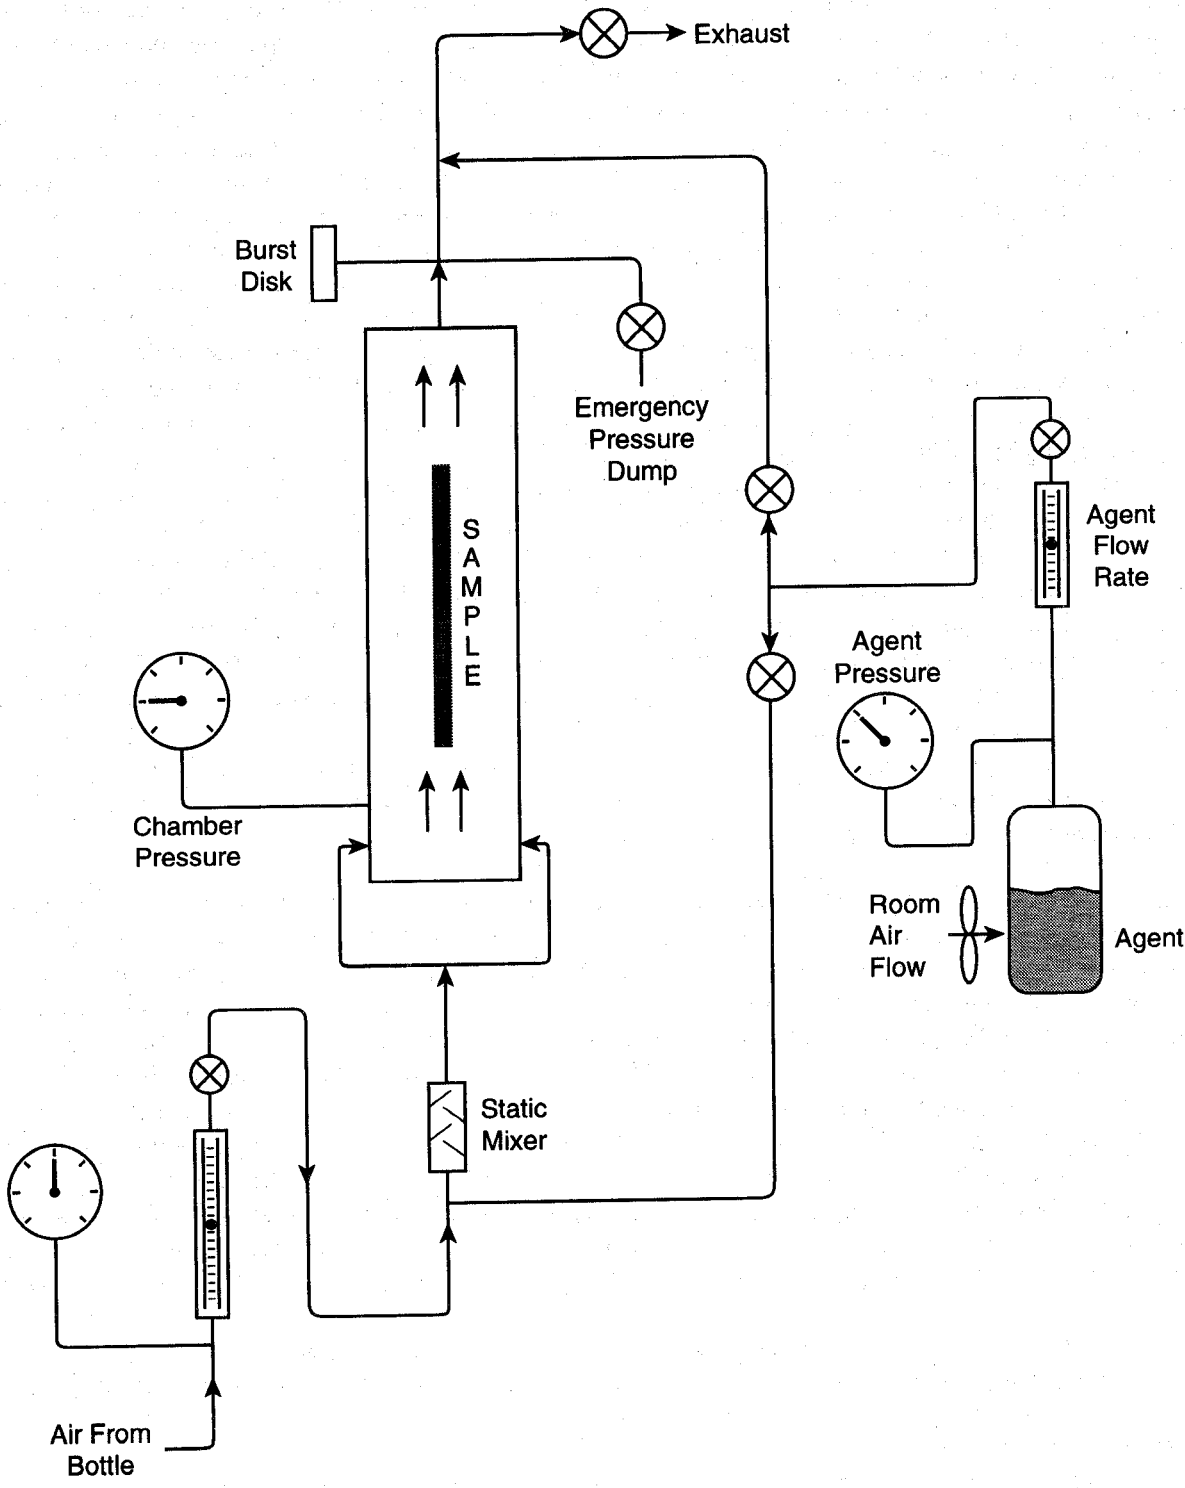 Exhaust
Burst
Disk
Emergency
Pressure
Dump
Agent
Flow
Rate
S
A
M
P
L
E
Agent
Pressure
Chamber
Pressure
Room
Air
Flow
Agent
Static
Mixer
Air From
Bottle